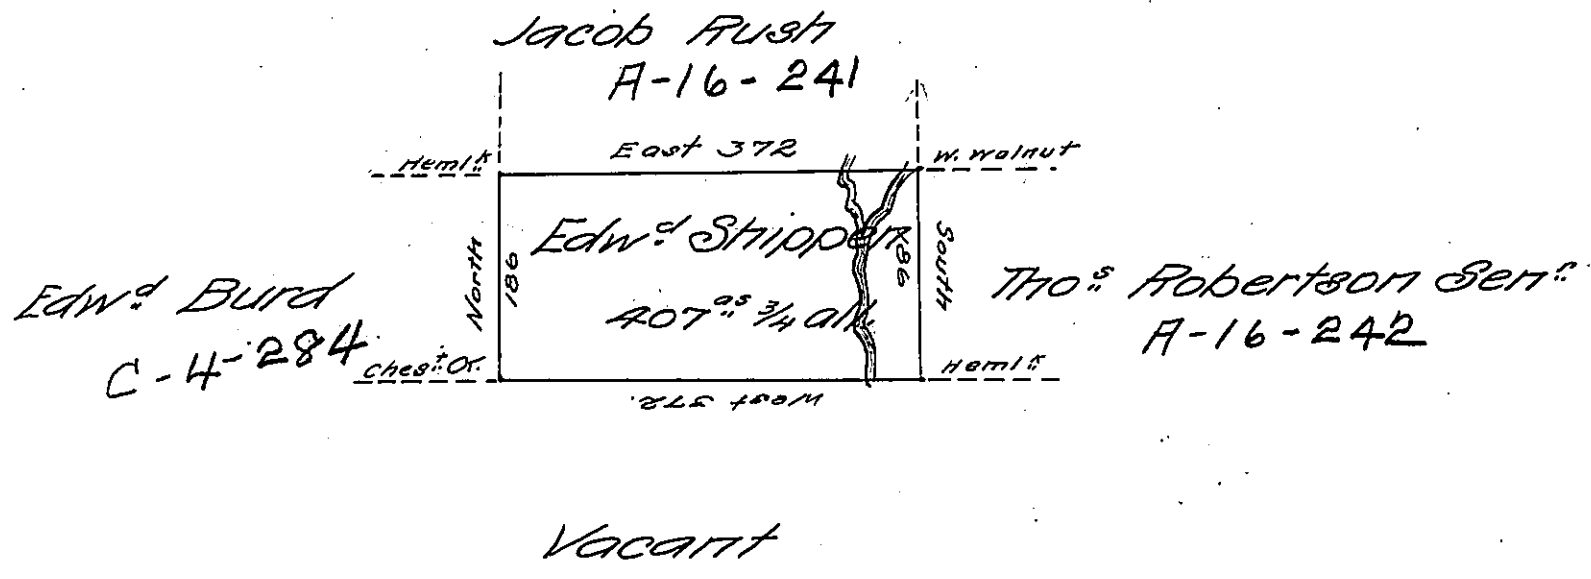 Jacob Rush
A-16-241
Heml.k
East 372
W. Walnut
North
186
Edw.d Shippen
186
South
Edw.d Burd
C-4-284
407 as 3/4 all.
Tho.s Robertson Sen.r
A-16-242
Ches.t Or.
Heml.k
West 372.
Vacant